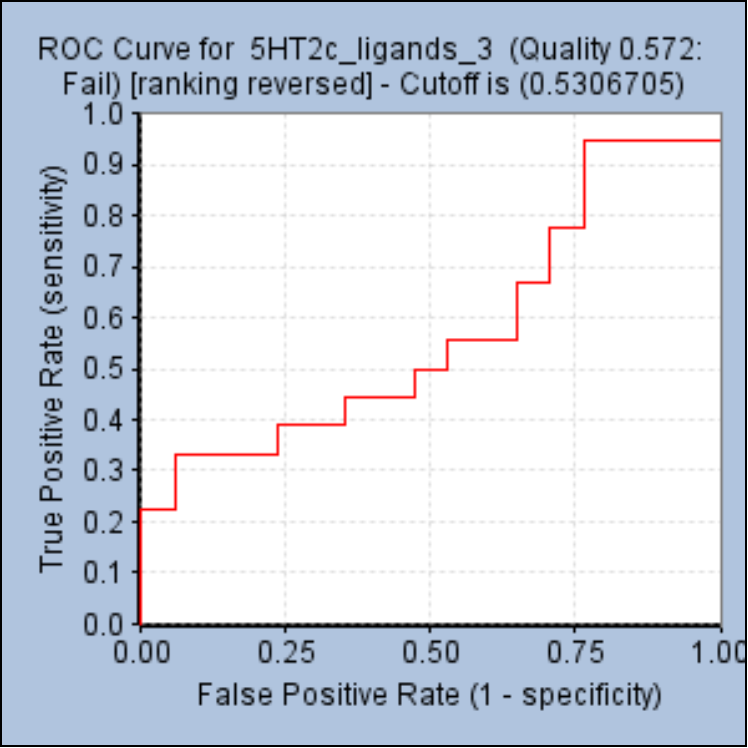 ROC Curve for 5HT2c_ligands_3 (Quality 0.572:
Fail) [ranking reversed] - Cutoff is (0.5306705)
1.0
0.9
0.8
0.7
0.6
0.5
0.4
0.3
0.2
0.1
0.0
True Positive Rate (sensitivity)
0.00 0.25 0.50 0.75 1.00
False Positive Rate (1 - specificity)